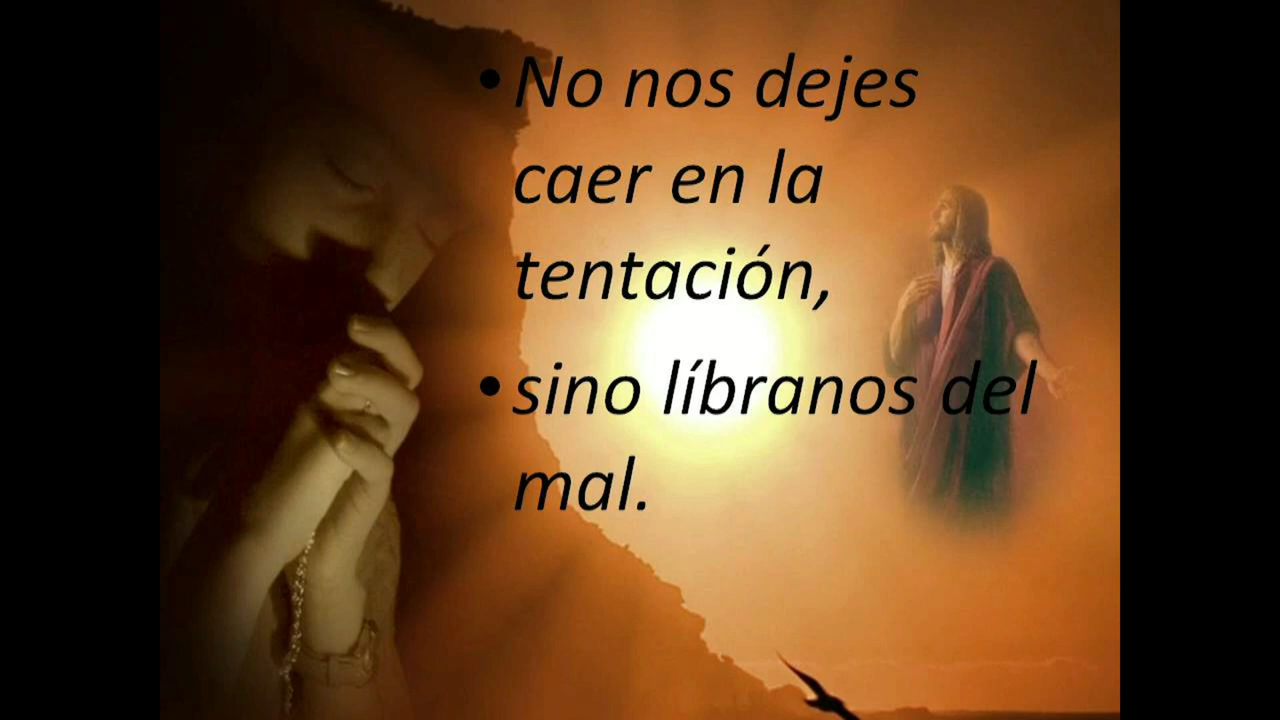 • No nos dejes
caer en la
tentación,
• sino líbranos del
mal.